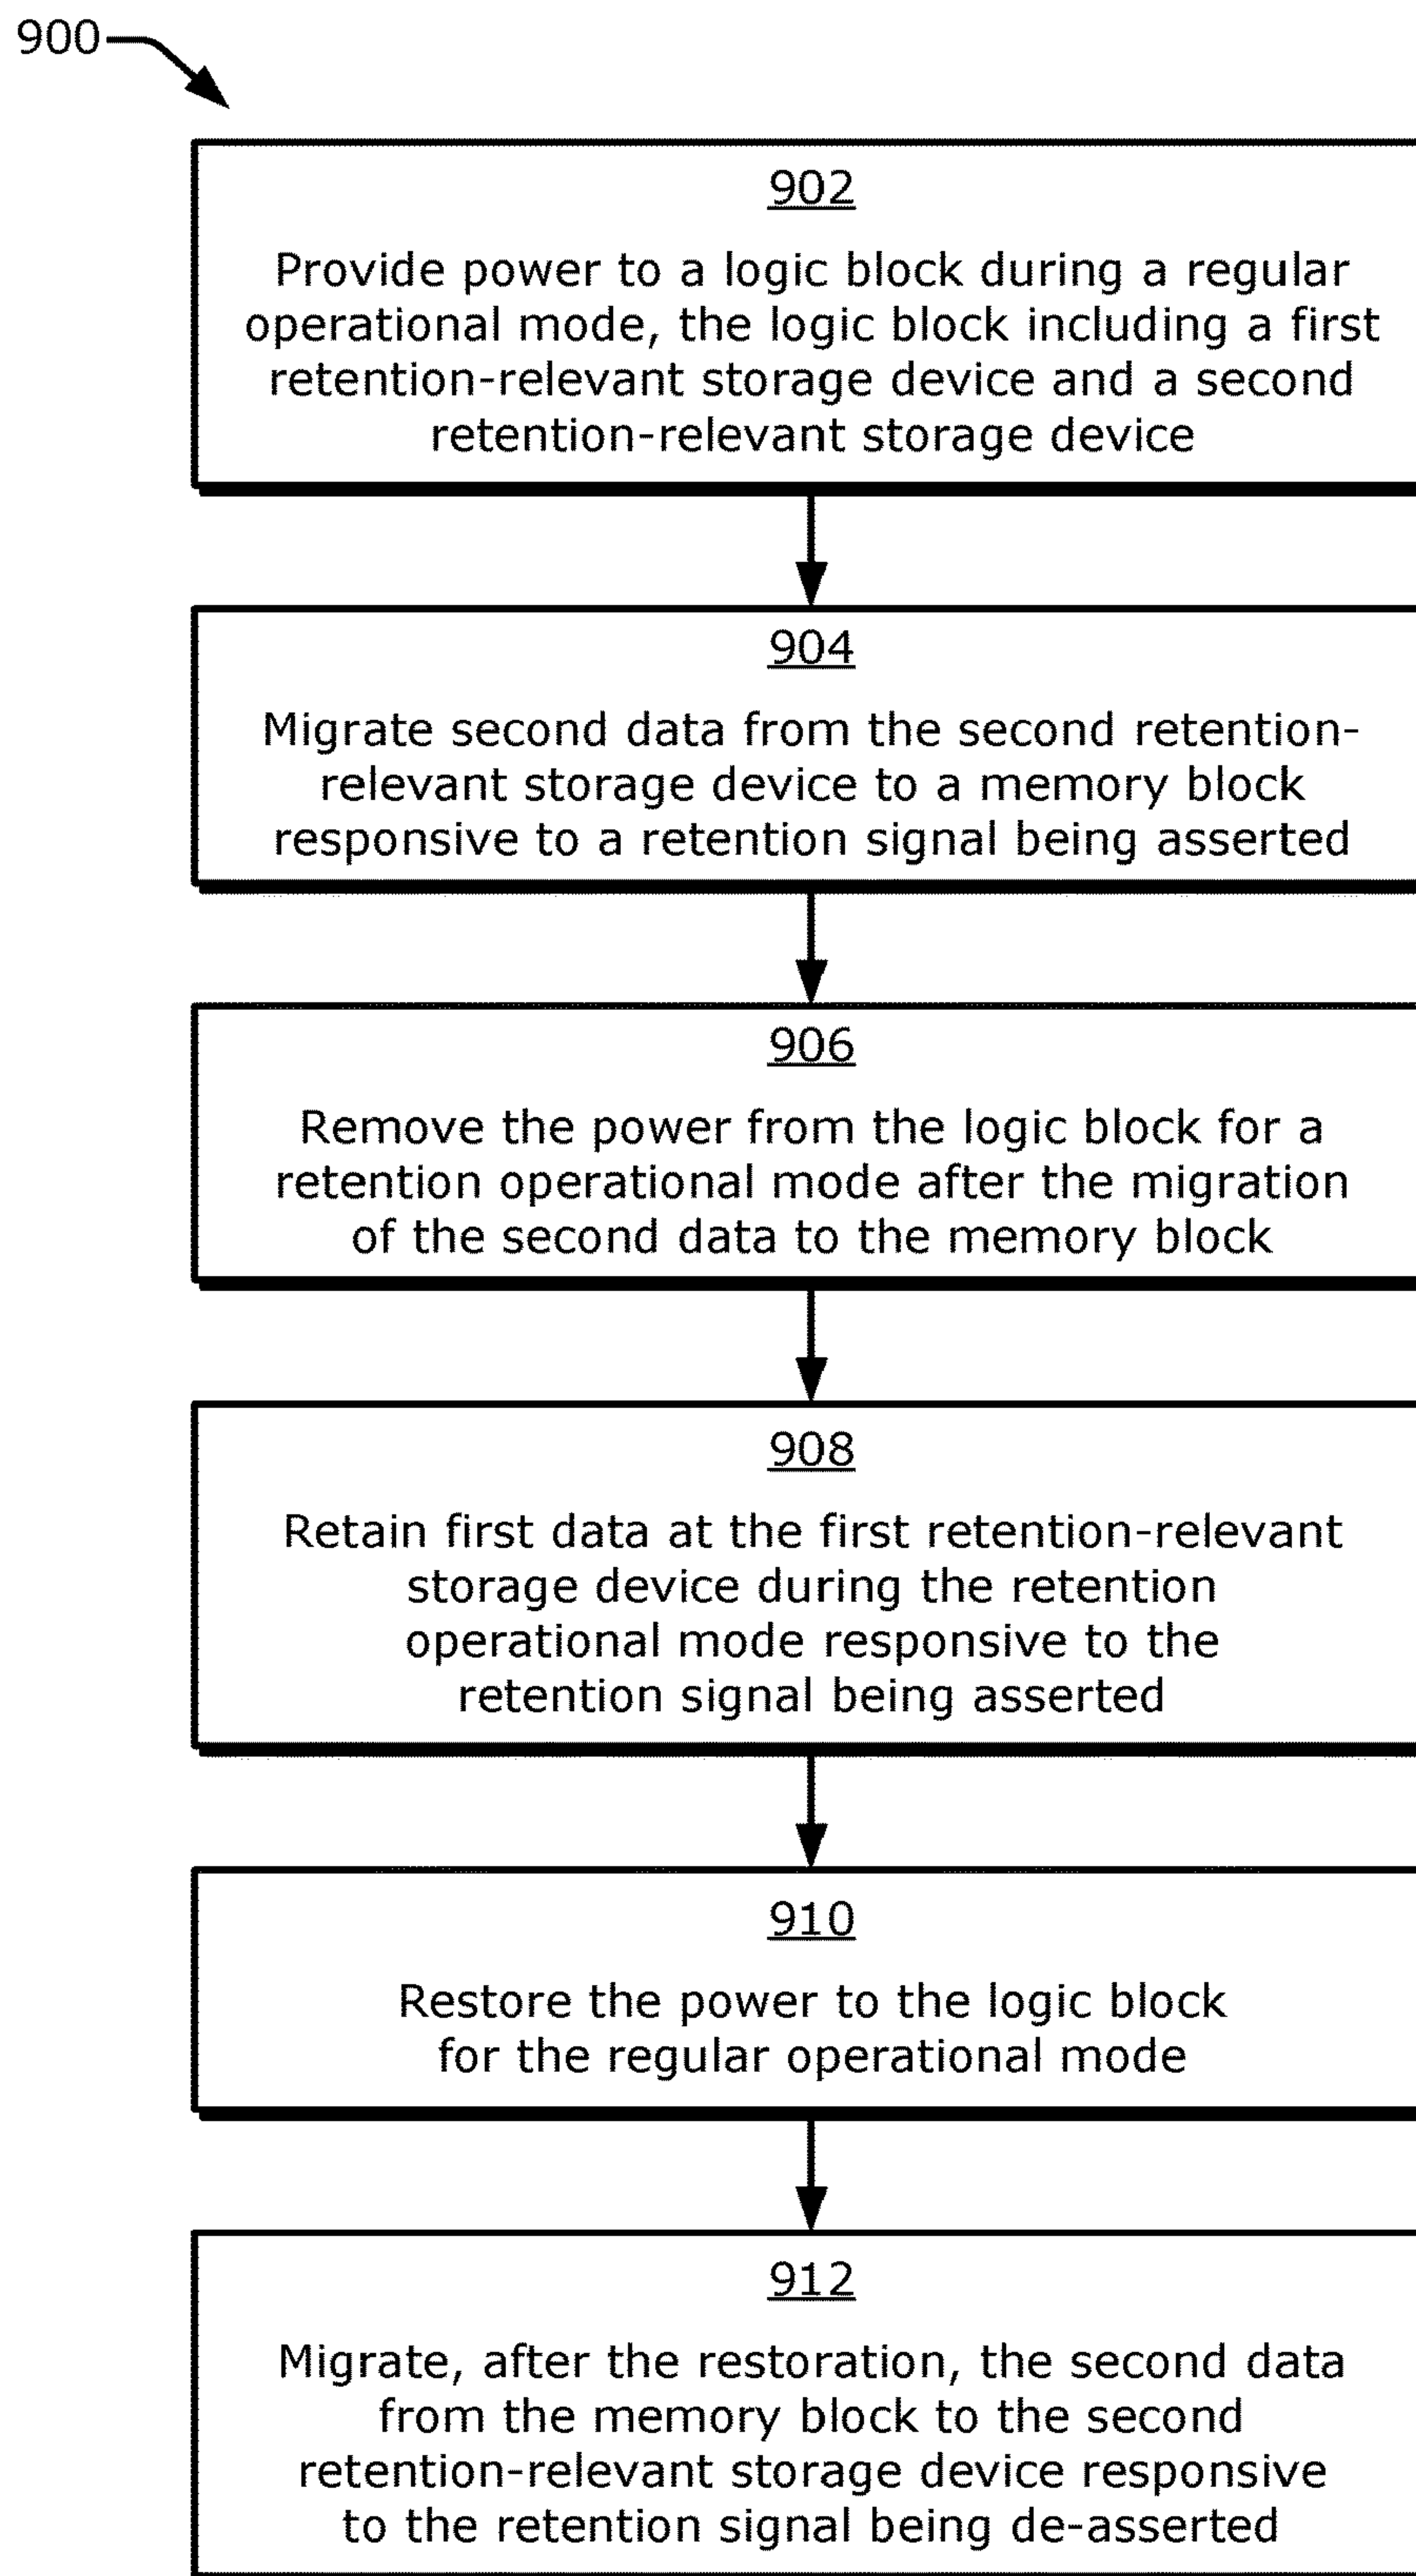 900
902
Provide power to a logic block during a regular
operational mode, the logic block including a first
retention-relevant storage device and a second
retention-relevant storage device
904
Migrate second data from the second retention-
relevant storage device to a memory block
responsive to a retention signal being asserted
906
Remove the power from the logic block for a
retention operational mode after the migration
of the second data to the memory block
908
Retain first data at the first retention-relevant
storage device during the retention
operational mode responsive to the
retention signal being asserted
910
Restore the power to the logic block
for the regular operational mode
912
Migrate, after the restoration, the second data
from the memory block to the second
retention-relevant storage device responsive
to the retention signal being de-asserted